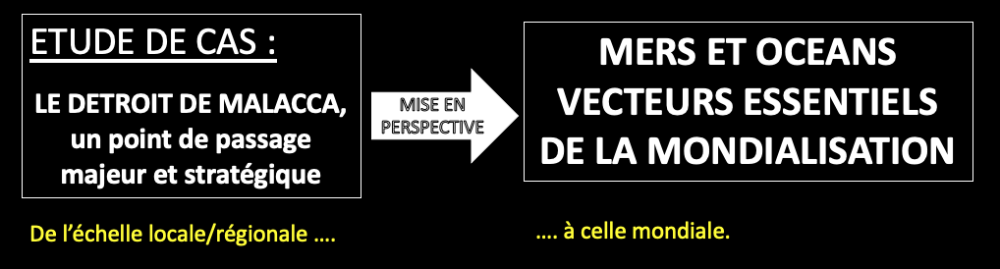 ETUDE DE CAS :
LE DETROIT DE MALACCA,
un point de passage
majeur et stratégique
MISE EN
PERSPECTIVE
MERS ET OCEANS
VECTEURS ESSENTIELS
DE LA MONDIALISATION
De l’échelle locale/régionale ....
.... à celle mondiale.